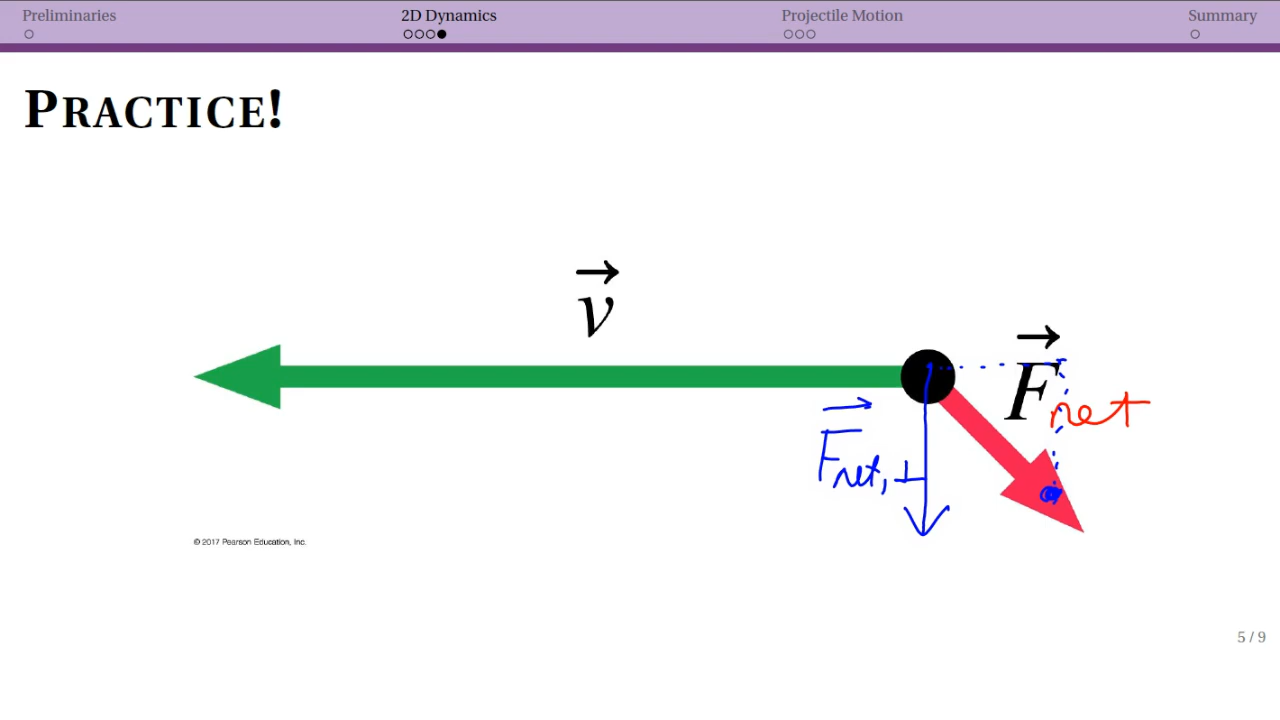 Preliminaries 2D Dynamics Projectile Motion Summary
PRACTICE!
v
F net
F net, ⊥
© 2017 Pearson Education, Inc.
5 / 9